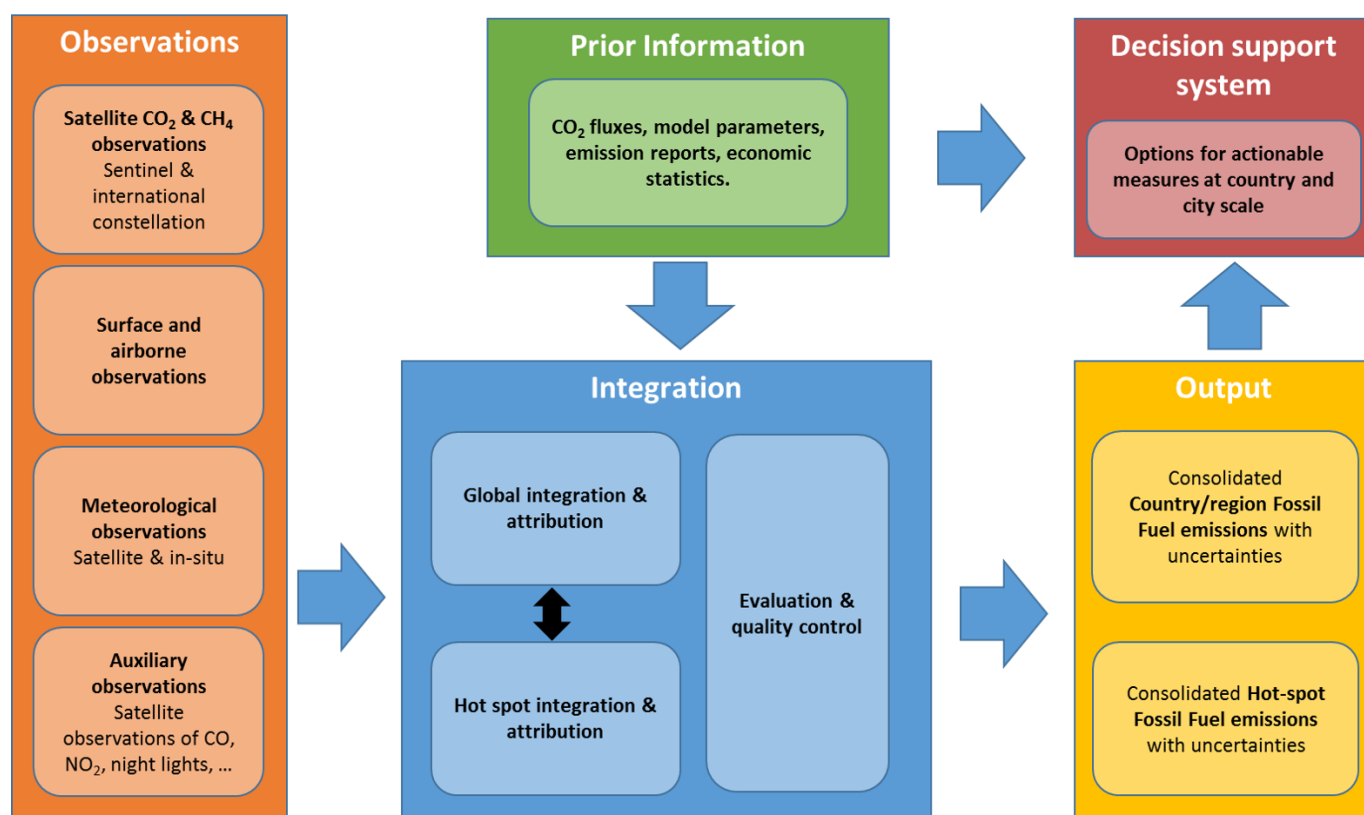 Observations
Satellite CO₂ & CH₄
observations
Sentinel &
international
constellation
Surface and
airborne
observations
Meteorological
observations
Satellite & in-situ
Auxiliary
observations
Satellite
observations of CO,
NO₂, night lights, …
Prior Information
CO₂ fluxes, model parameters,
emission reports, economic
statistics.
Integration
Global integration &
attribution
Hot spot integration &
attribution
Evaluation &
quality control
Decision support
system
Options for actionable
measures at country and
city scale
Output
Consolidated
Country/region Fossil
Fuel emissions with
uncertainties
Consolidated Hot-spot
Fossil Fuel emissions
with uncertainties